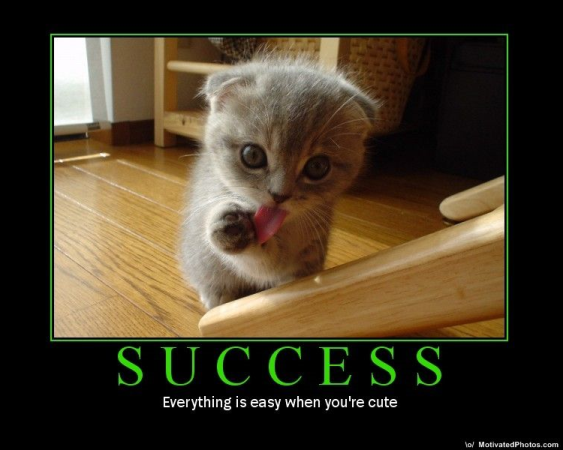 SUCCESS
Everything is easy when you're cute
\o/ MotivatedPhotos.com